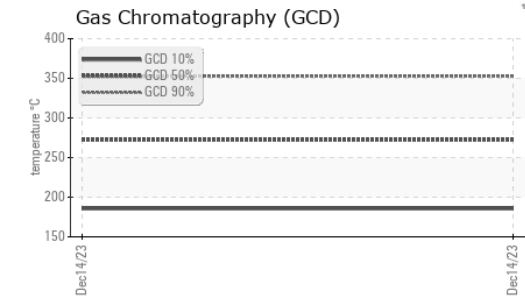 Gas Chromatography (GCD)
400
350
300
250
200
150
temperature °C
GCD 10%
GCD 50%
GCD 90%
Dec14/23
Dec14/23